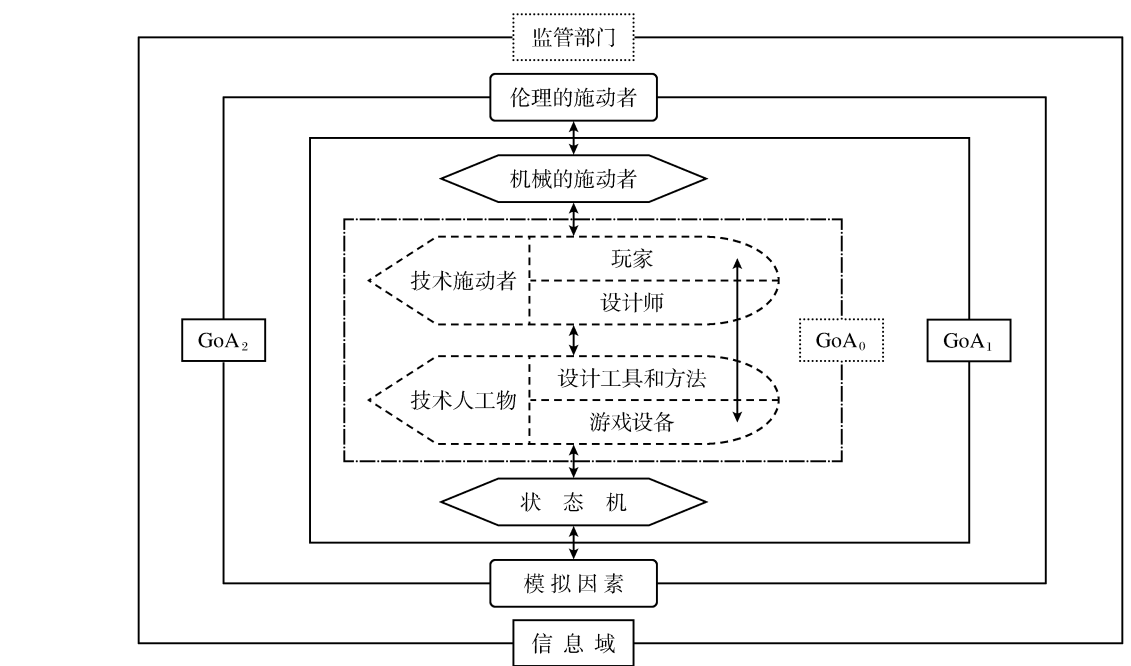 监管部门
伦理的施动者
机械的施动者
玩家
技术施动者
设计师
GoA₂
GoA₀
GoA₁
设计工具和方法
技术人工物
游戏设备
状 态 机
模 拟 因 素
信 息 域